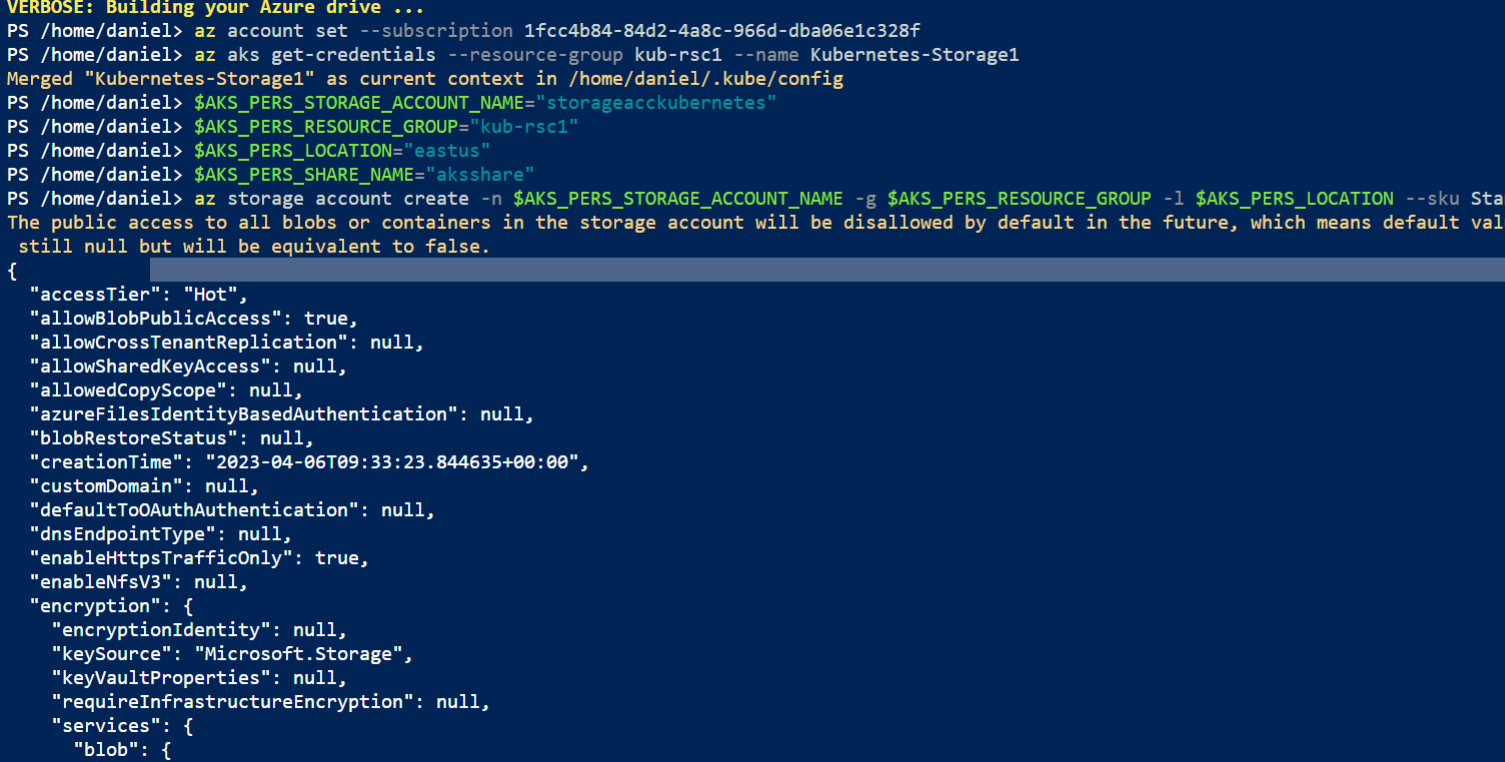 VERBOSE: Building your Azure drive ...
PS /home/daniel> az account set --subscription 1fcc4b84-84d2-4a8c-966d-dba06e1c328f
PS /home/daniel> az aks get-credentials --resource-group kub-rsc1 --name Kubernetes-Storage1
Merged "Kubernetes-Storage1" as current context in /home/daniel/.kube/config
PS /home/daniel> $AKS_PERS_STORAGE_ACCOUNT_NAME="storageacckubernetes"
PS /home/daniel> $AKS_PERS_RESOURCE_GROUP="kub-rsc1"
PS /home/daniel> $AKS_PERS_LOCATION="eastus"
PS /home/daniel> $AKS_PERS_SHARE_NAME="aksshare"
PS /home/daniel> az storage account create -n $AKS_PERS_STORAGE_ACCOUNT_NAME -g $AKS_PERS_RESOURCE_GROUP -l $AKS_PERS_LOCATION --sku Sta
The public access to all blobs or containers in the storage account will be disallowed by default in the future, which means default val
still null but will be equivalent to false.
{
  "accessTier": "Hot",
  "allowBlobPublicAccess": true,
  "allowCrossTenantReplication": null,
  "allowSharedKeyAccess": null,
  "allowedCopyScope": null,
  "azureFilesIdentityBasedAuthentication": null,
  "blobRestoreStatus": null,
  "creationTime": "2023-04-06T09:33:23.844635+00:00",
  "customDomain": null,
  "defaultToOAuthAuthentication": null,
  "dnsEndpointType": null,
  "enableHttpsTrafficOnly": true,
  "enableNfsV3": null,
  "encryption": {
    "encryptionIdentity": null,
    "keySource": "Microsoft.Storage",
    "keyVaultProperties": null,
    "requireInfrastructureEncryption": null,
    "services": {
      "blob": {